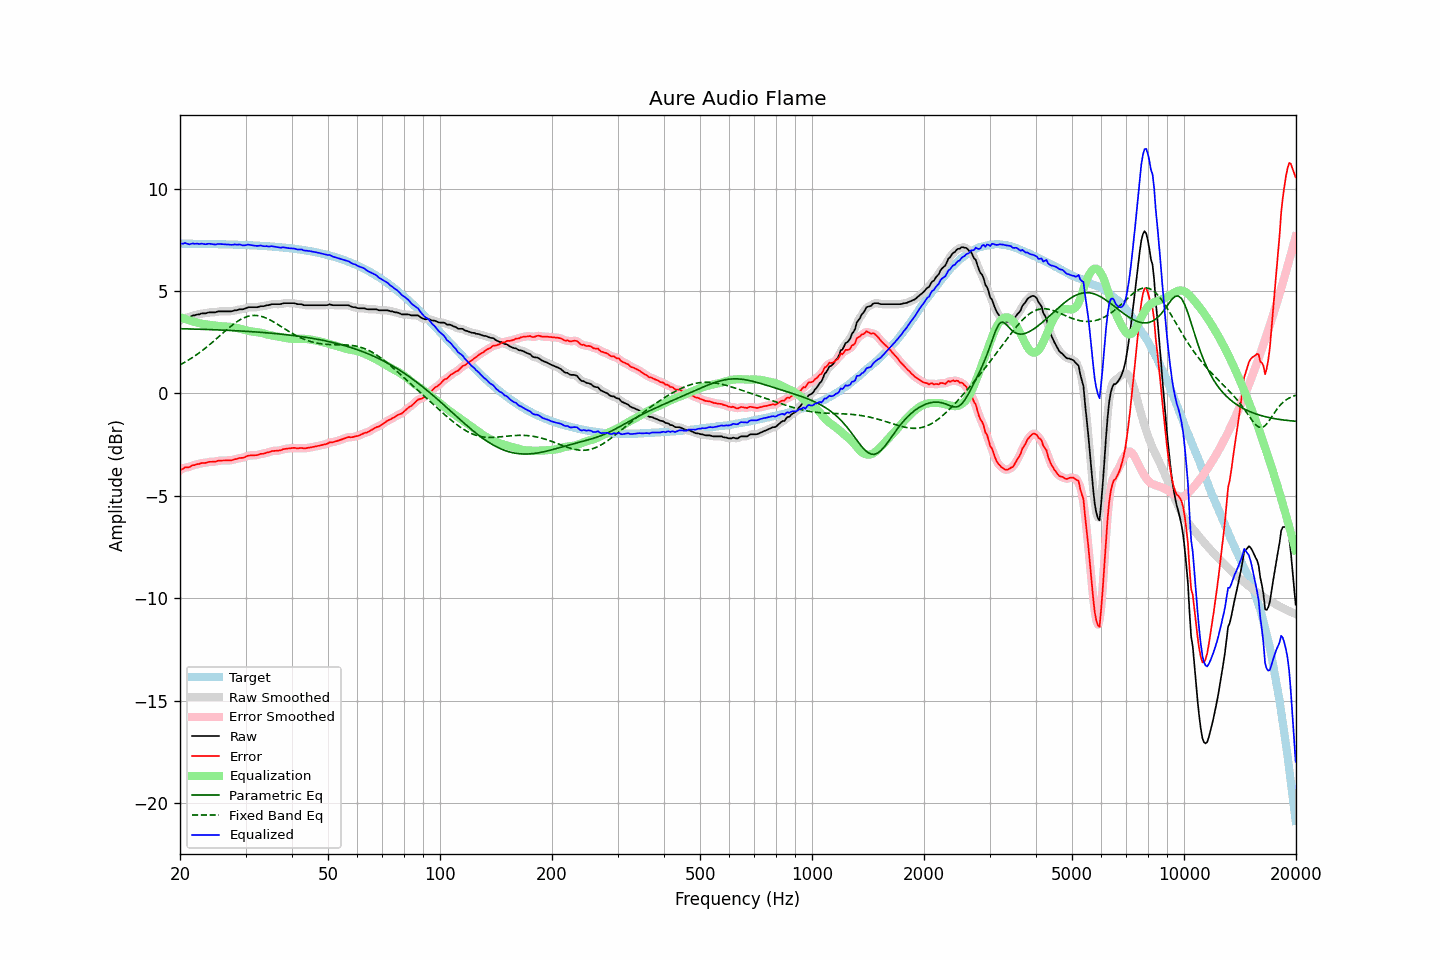 Aure Audio Flame
10
5
0
−5
−10
−15
−20
Amplitude (dBr)
Target
Raw Smoothed
Error Smoothed
Raw
Error
Equalization
Parametric Eq
Fixed Band Eq
Equalized
20 50 100 200 500 1000 2000 5000 10000 20000
Frequency (Hz)